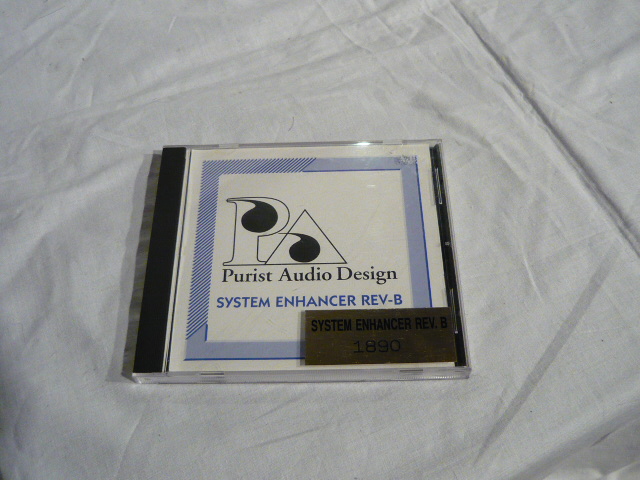 PA
Purist Audio Design
SYSTEM ENHANCER REV-B
SYSTEM ENHANCER REV. B
1890